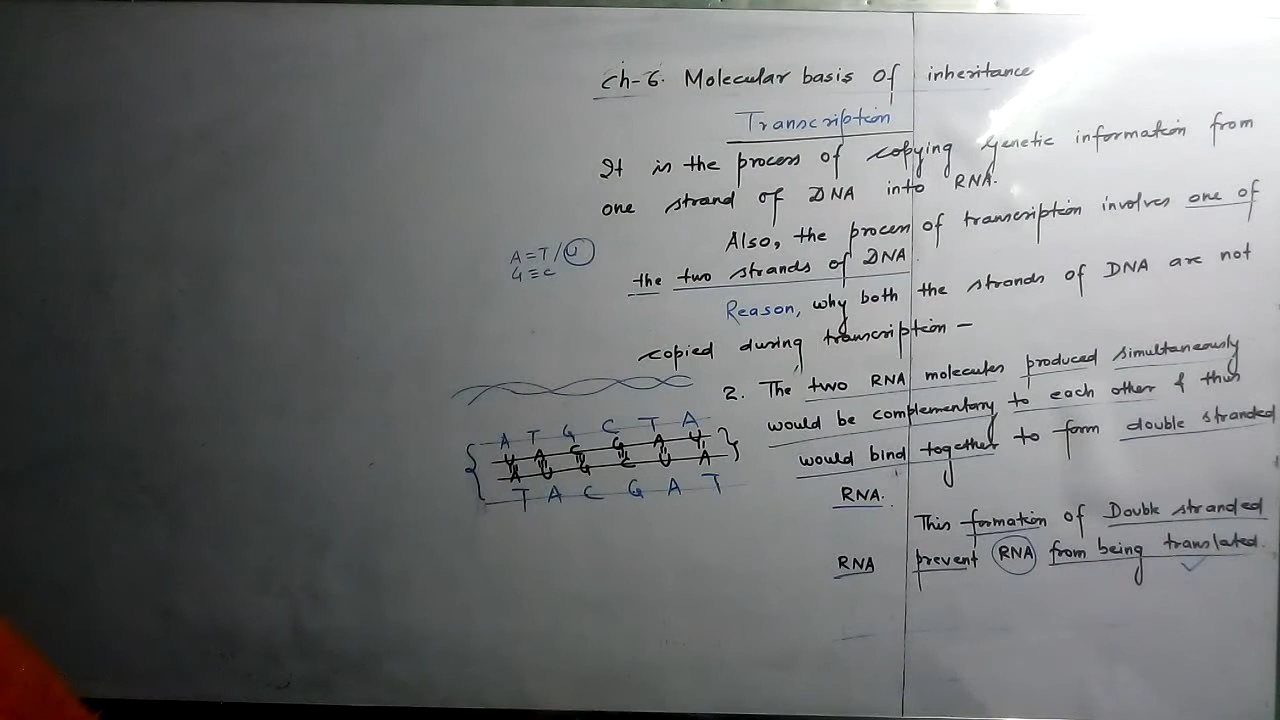 Ch-6. Molecular basis of inheritance
Transcription
It is the process of copying genetic information from
one strand of DNA into RNA.
Also, the process of transcription involves one of
the two strands of DNA.
A=T/U
G≡C
Reason, why both the strands of DNA are not
copied during transcription –
2. The two RNA molecules produced simultaneously
would be complementary to each other & thus
would bind together to form double stranded
RNA.
A T G C T A
U A C G A U
A U G C U A
T A C G A T
This formation of Double stranded
RNA prevent RNA from being translated.